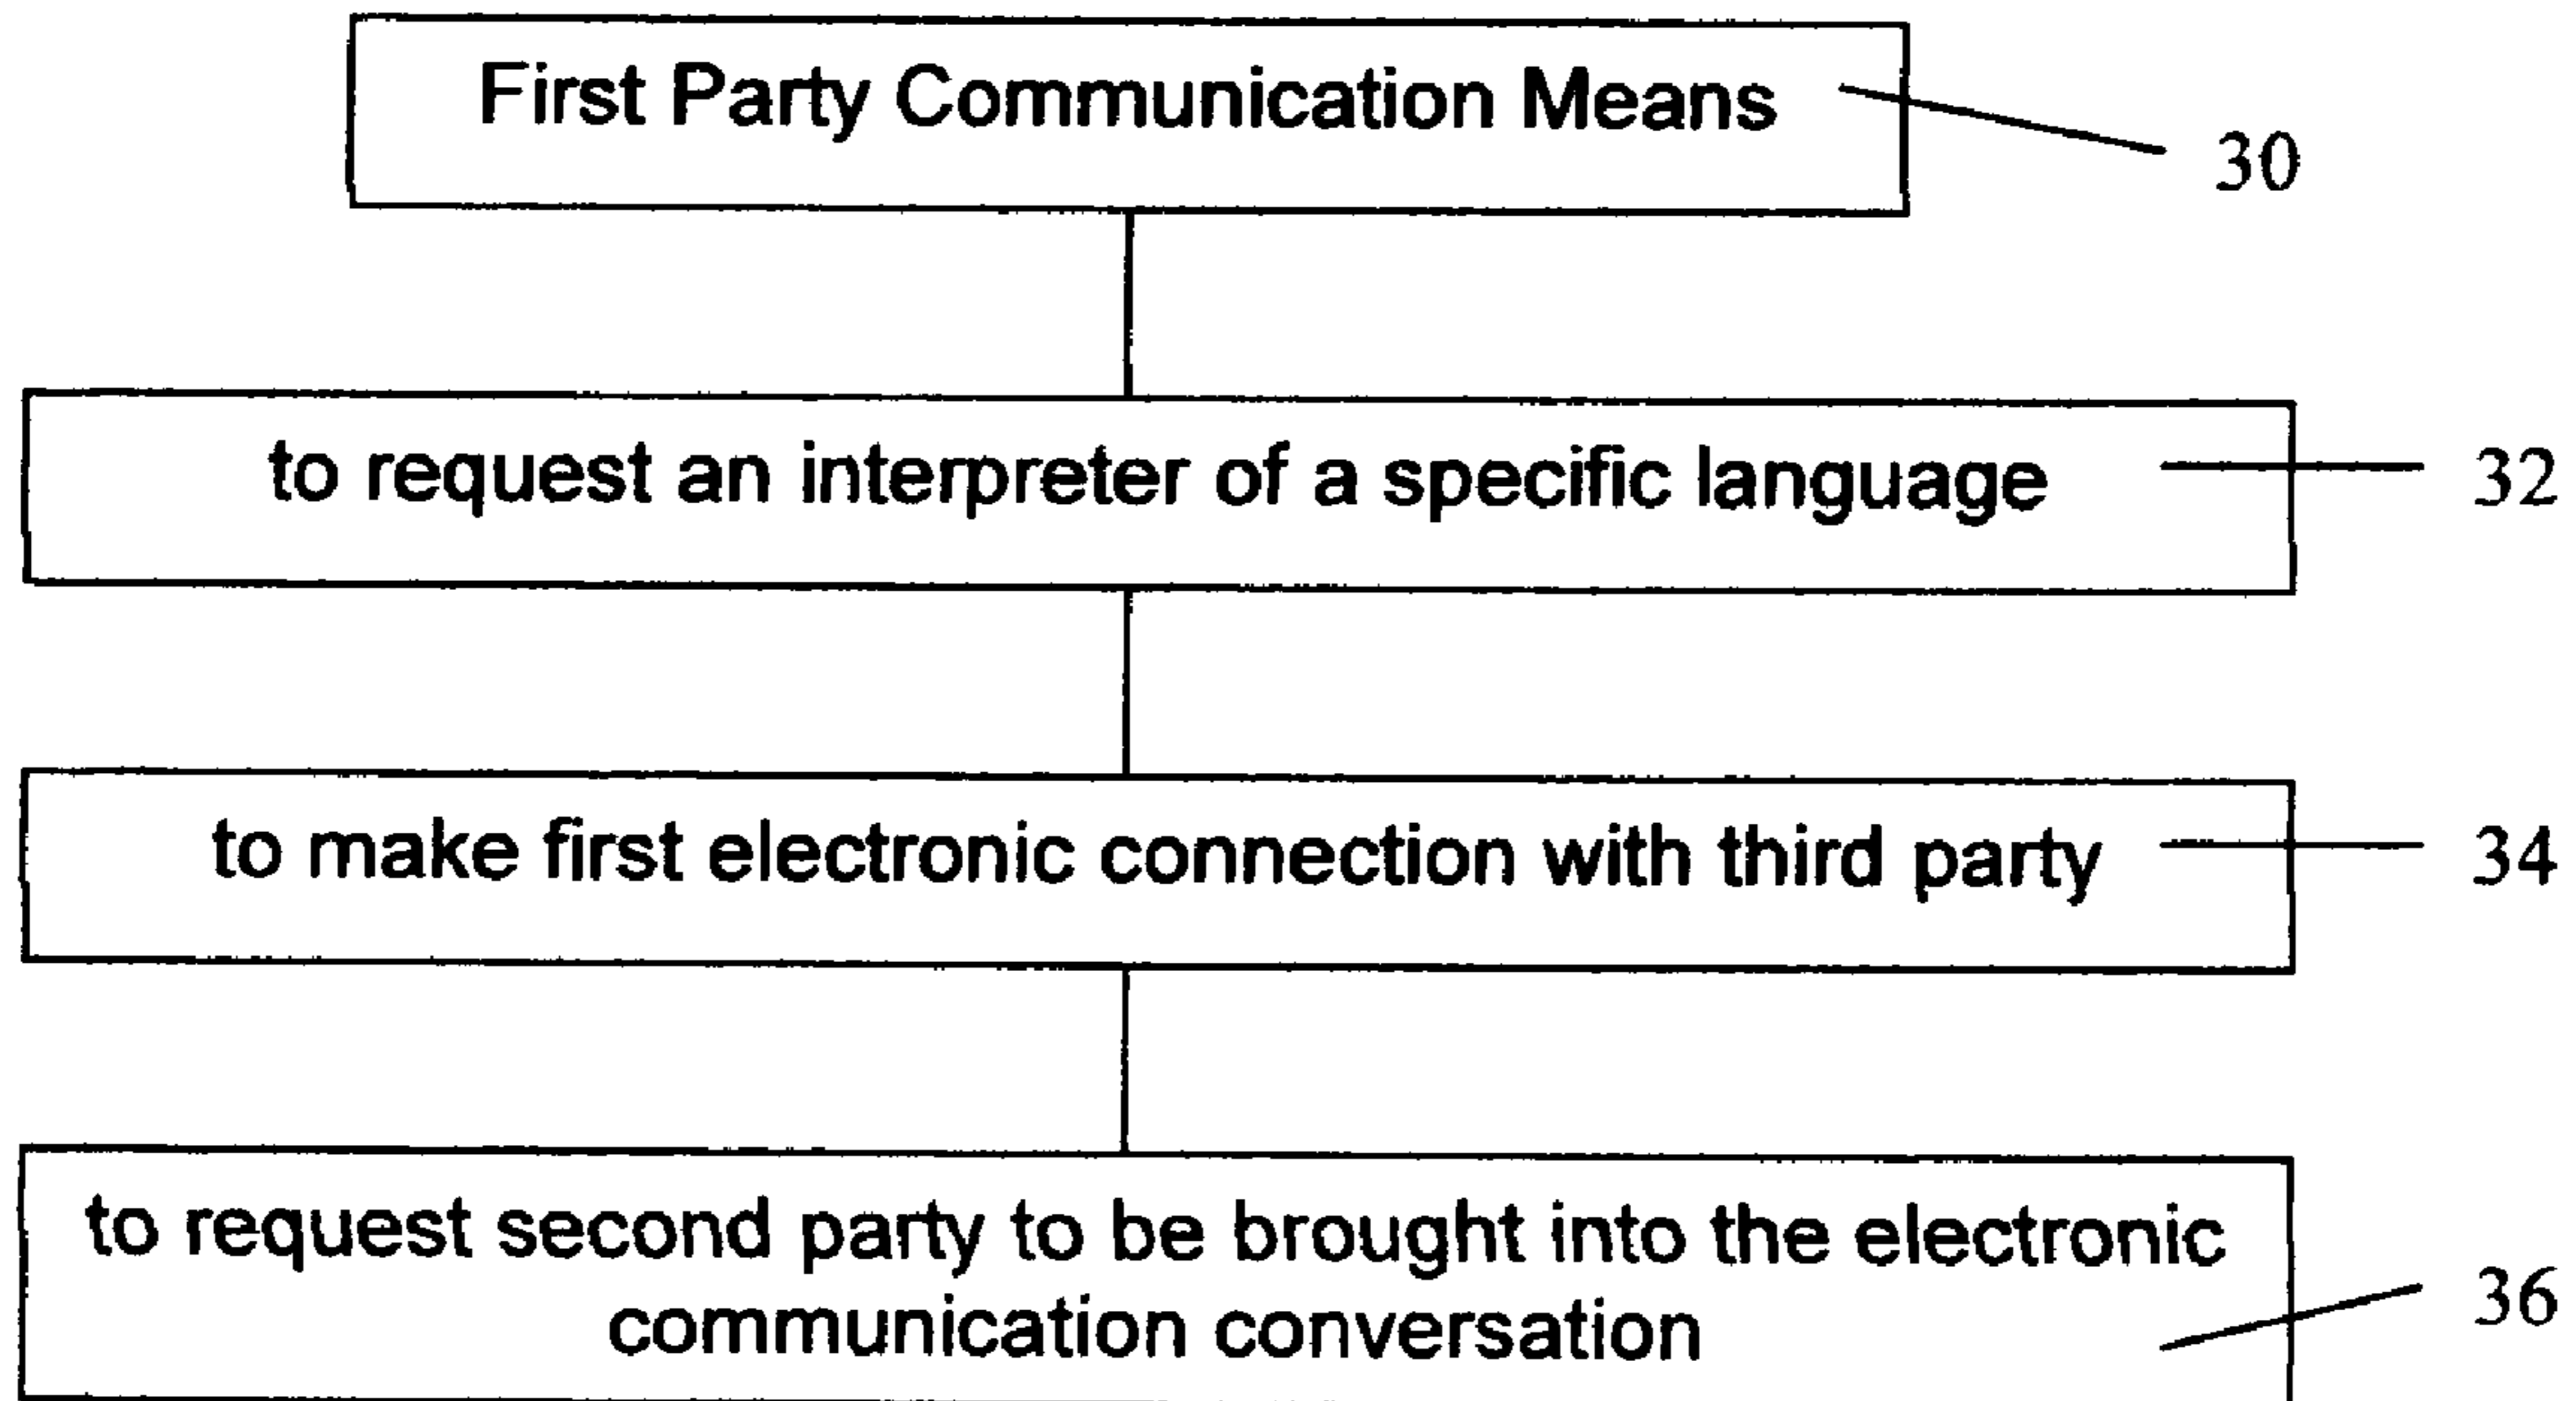 First Party Communication Means
30
to request an interpreter of a specific language
32
to make first electronic connection with third party
34
to request second party to be brought into the electronic
communication conversation
36